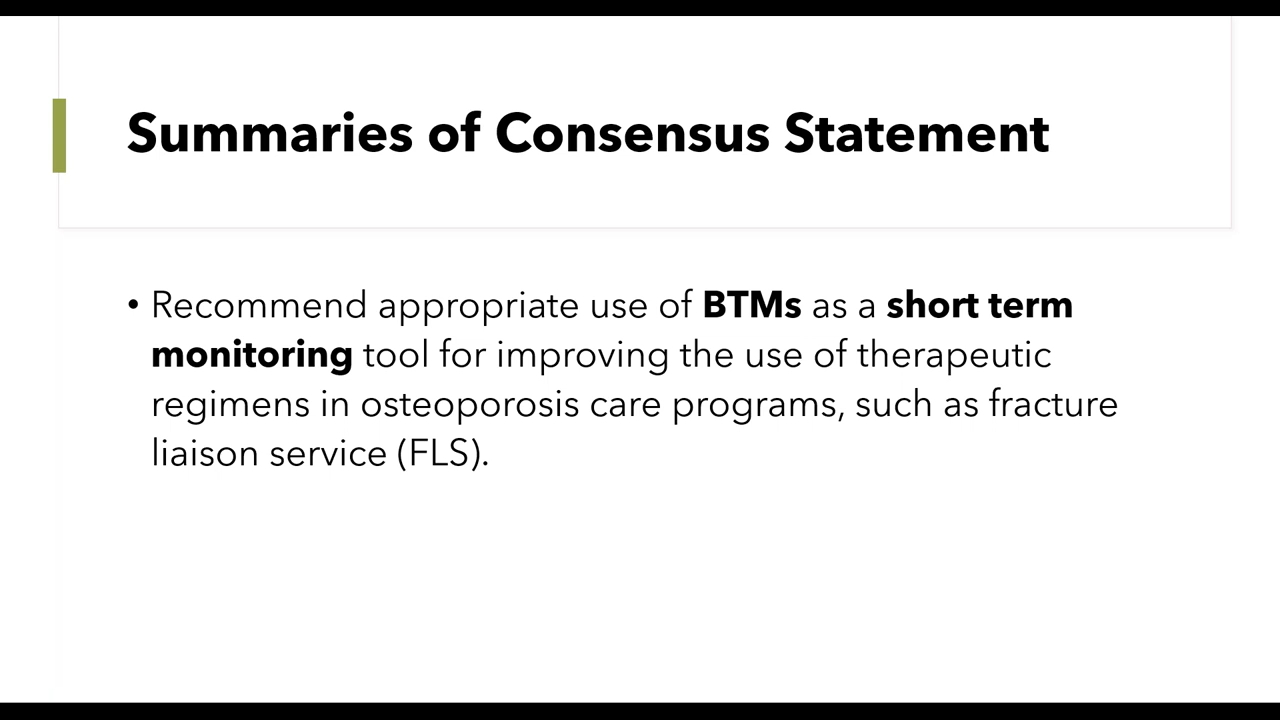 Summaries of Consensus Statement
• Recommend appropriate use of BTMs as a short term
monitoring tool for improving the use of therapeutic
regimens in osteoporosis care programs, such as fracture
liaison service (FLS).